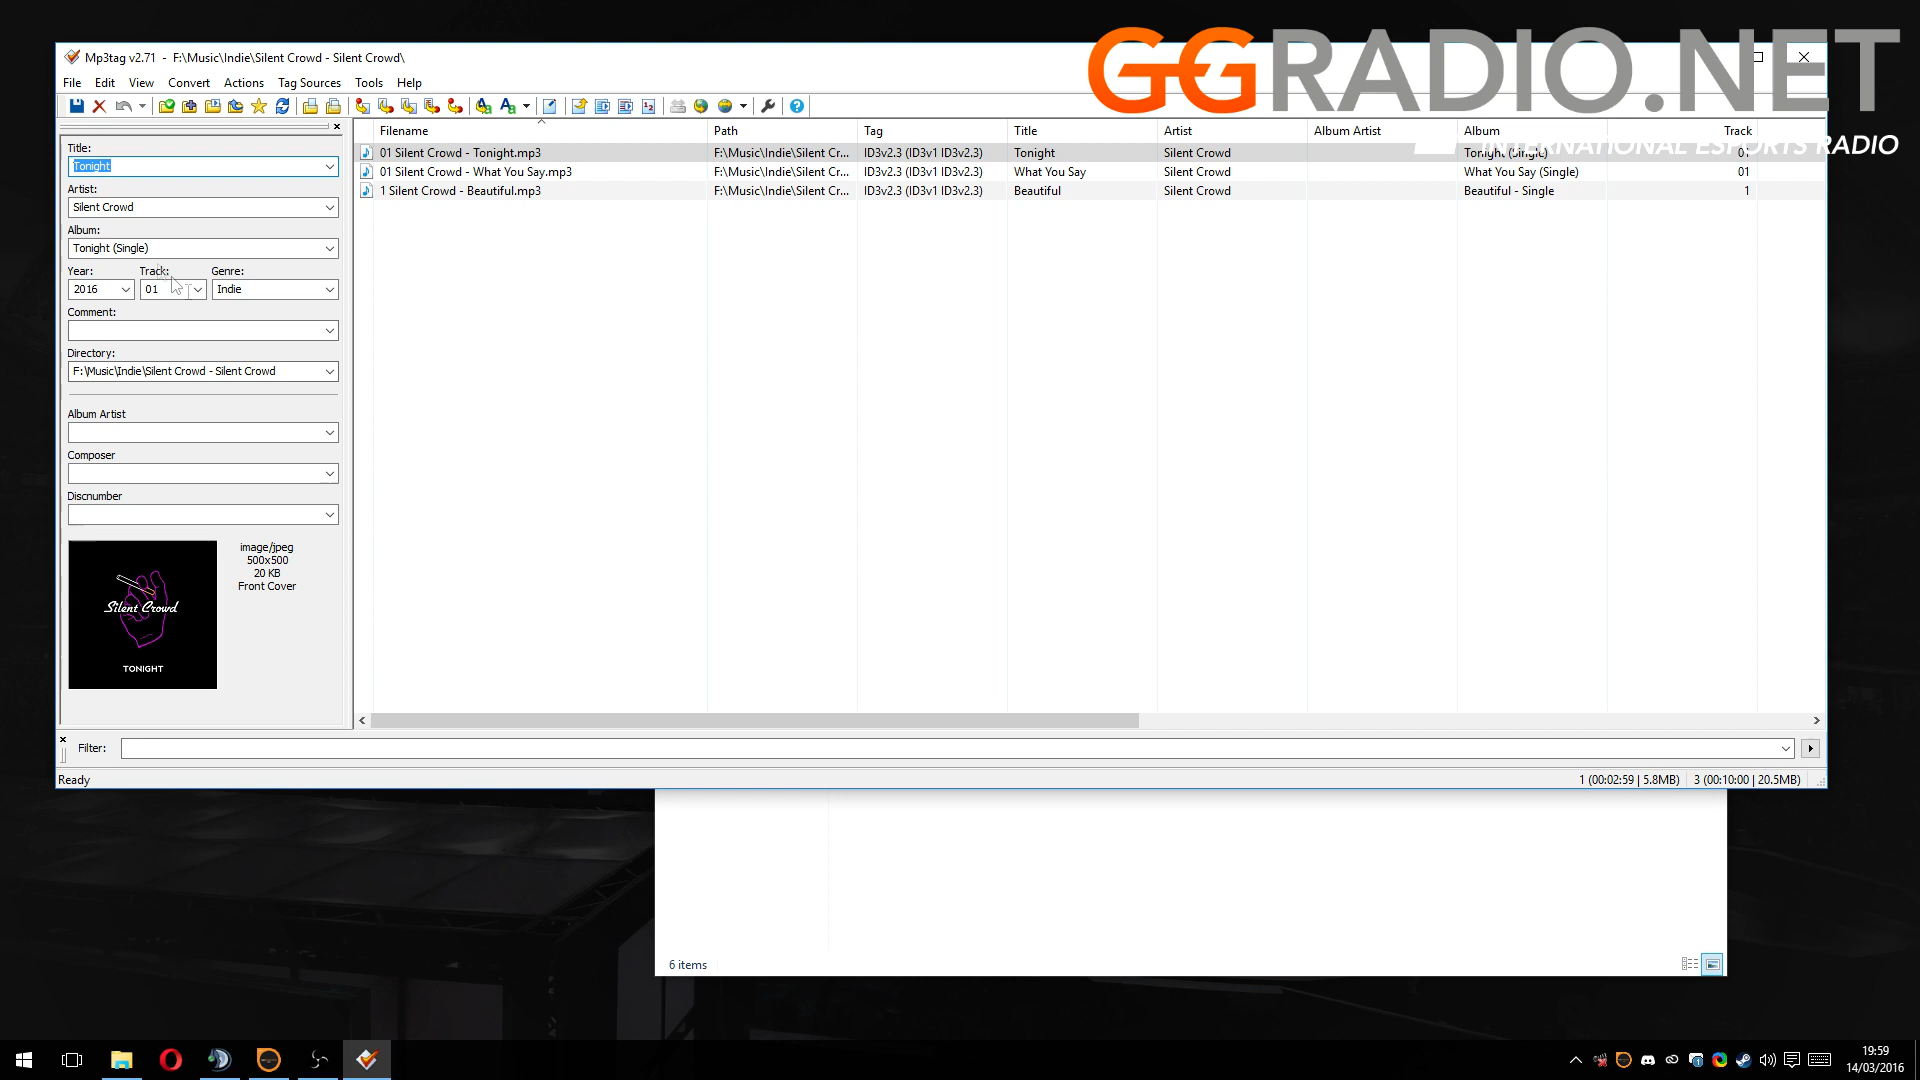 GGRADIO.NET
INTERNATIONAL ESPORTS RADIO
Mp3tag v2.71 - F:\Music\Indie\Silent Crowd - Silent Crowd\
File Edit View Convert Actions Tag Sources Tools Help
Title:
Tonight
Artist:
Silent Crowd
Album:
Tonight (Single)
Year: Track: Genre:
2016 01 Indie
Comment:
Directory:
F:\Music\Indie\Silent Crowd - Silent Crowd
Album Artist
Composer
Discnumber
Silent Crowd
TONIGHT
image/jpeg
500x500
20 KB
Front Cover
Filename Path Tag Title Artist Album Artist Album Track
01 Silent Crowd - Tonight.mp3 F:\Music\Indie\Silent Cr... ID3v2.3 (ID3v1 ID3v2.3) Tonight Silent Crowd Tonight (Single) 01
01 Silent Crowd - What You Say.mp3 F:\Music\Indie\Silent Cr... ID3v2.3 (ID3v1 ID3v2.3) What You Say Silent Crowd What You Say (Single) 01
1 Silent Crowd - Beautiful.mp3 F:\Music\Indie\Silent Cr... ID3v2.3 (ID3v1 ID3v2.3) Beautiful Silent Crowd Beautiful - Single 1
Filter:
Ready 1 (00:02:59 | 5.8MB) 3 (00:10:00 | 20.5MB)
6 items
19:59
14/03/2016